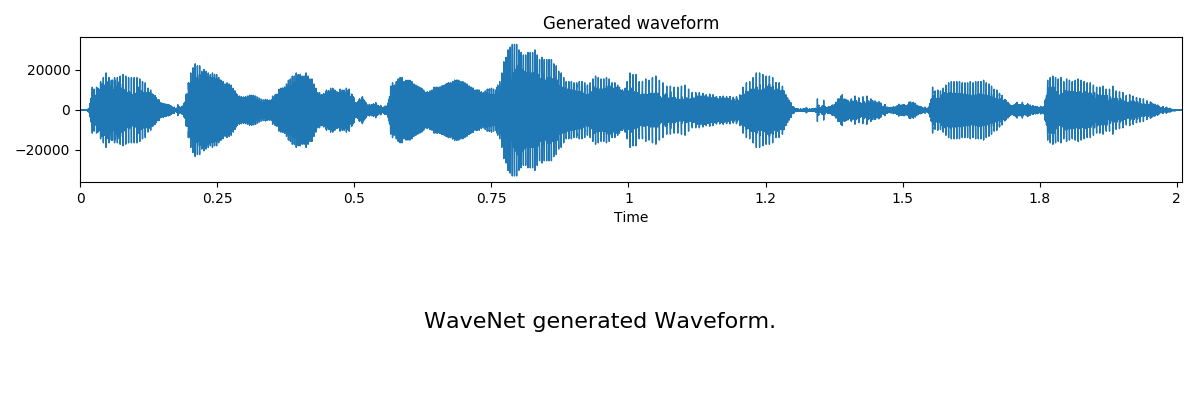 Generated waveform
20000
0
−20000
0 0.25 0.5 0.75 1 1.2 1.5 1.8 2
Time
WaveNet generated Waveform.